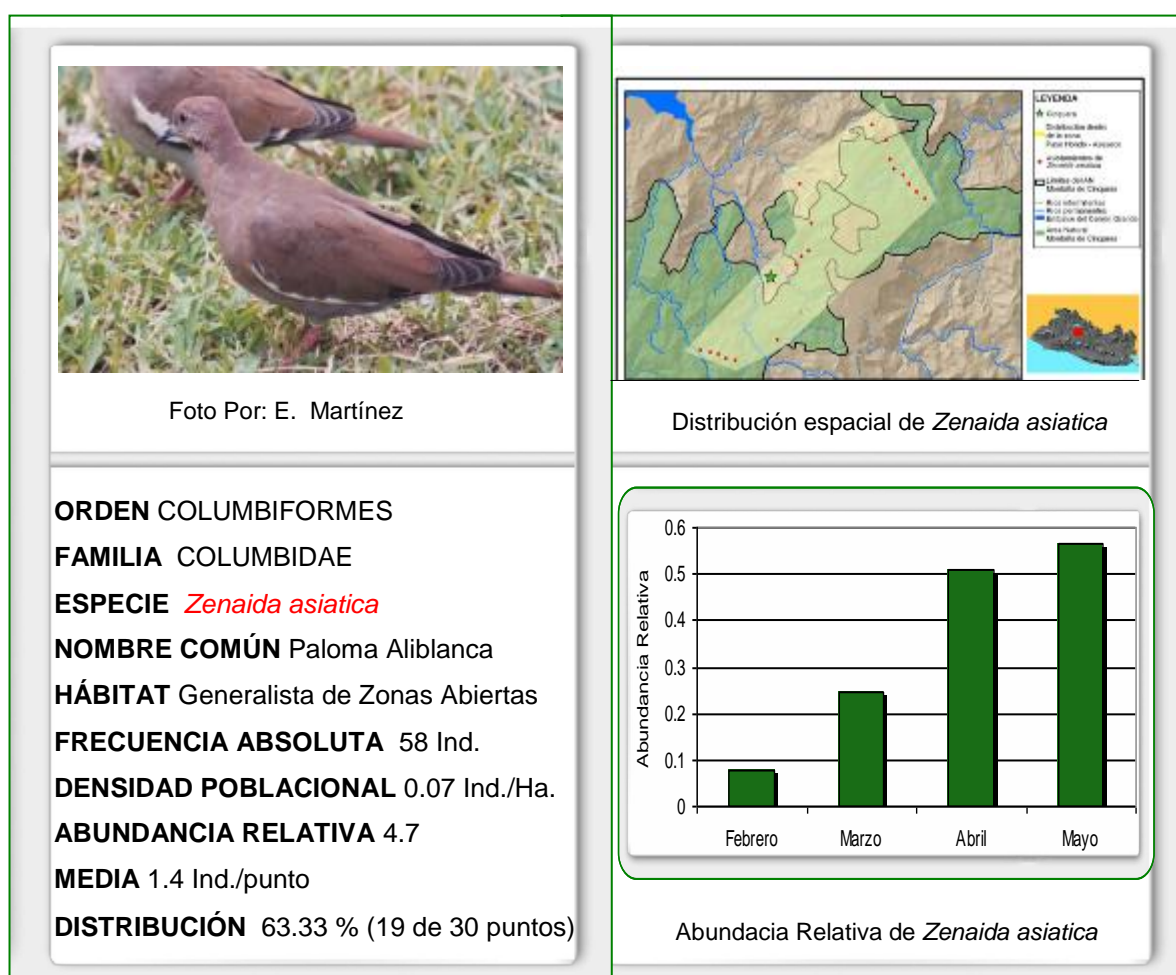 Foto Por: E. Martínez
LEYENDA
Distribución espacial de Zenaida asiatica
ORDEN COLUMBIFORMES
FAMILIA COLUMBIDAE
ESPECIE Zenaida asiatica
NOMBRE COMÚN Paloma Aliblanca
HÁBITAT Generalista de Zonas Abiertas
FRECUENCIA ABSOLUTA 58 Ind.
DENSIDAD POBLACIONAL 0.07 Ind./Ha.
ABUNDANCIA RELATIVA 4.7
MEDIA 1.4 Ind./punto
DISTRIBUCIÓN 63.33 % (19 de 30 puntos)
Abundancia Relativa
0.6
0.5
0.4
0.3
0.2
0.1
0
Febrero Marzo Abril Mayo
Abundacia Relativa de Zenaida asiatica